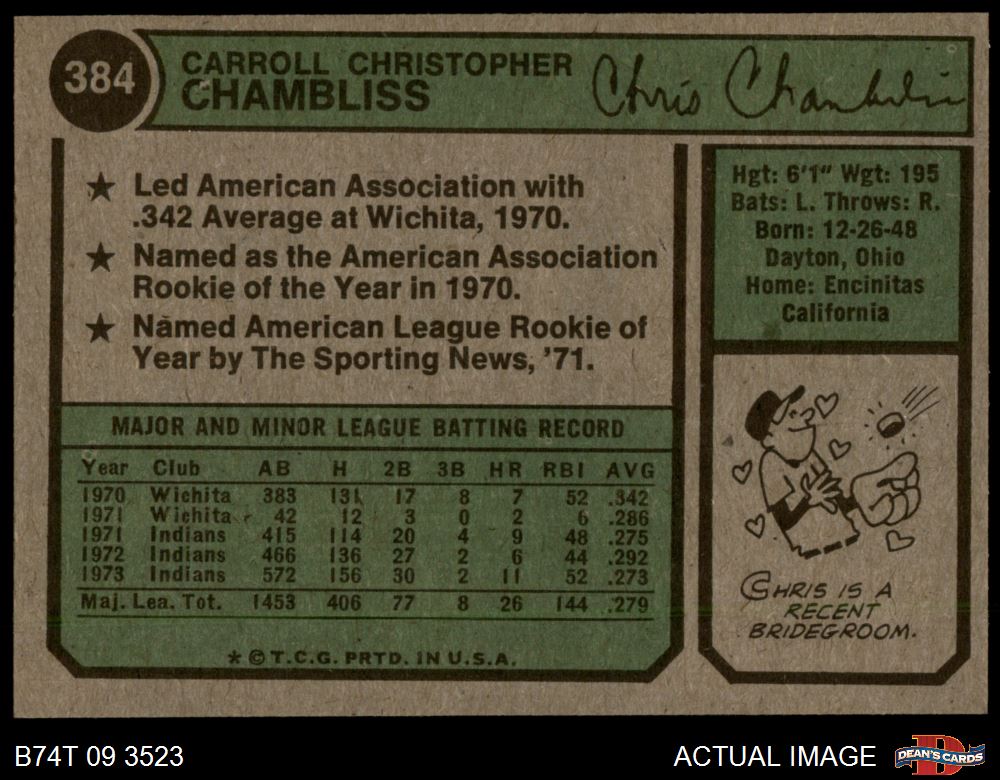 384
CARROLL CHRISTOPHER
CHAMBLISS
Chris Chambliss
★ Led American Association with
.342 Average at Wichita, 1970.
★ Named as the American Association
Rookie of the Year in 1970.
★ Named American League Rookie of
Year by The Sporting News, '71.
MAJOR AND MINOR LEAGUE BATTING RECORD
Year Club AB H 2B 3B HR RBI AVG
1970 Wichita 383 131 17 8 7 52 .342
1971 Wichita 42 12 3 0 2 6 .286
1971 Indians 415 114 20 4 9 48 .275
1972 Indians 466 136 27 2 6 44 .292
1973 Indians 572 156 30 2 11 52 .273
Maj. Lea. Tot. 1453 406 77 8 26 144 .279
* © T.C.G. PRTD. IN U.S.A.
Hgt: 6'1" Wgt: 195
Bats: L. Throws: R.
Born: 12-26-48
Dayton, Ohio
Home: Encinitas
California
CHRIS IS A
RECENT
BRIDEGROOM.
B74T 09 3523
ACTUAL IMAGE
D
DEAN'S CARDS